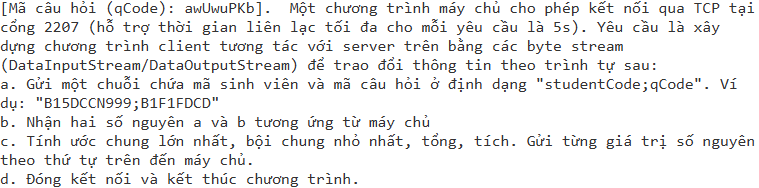 [Mã câu hỏi (qCode): awUwuPKb].  Một chương trình máy chủ cho phép kết nối qua TCP tại
cổng 2207 (hỗ trợ thời gian liên lạc tối đa cho mỗi yêu cầu là 5s). Yêu cầu là xây
dựng chương trình client tương tác với server trên bằng các byte stream
(DataInputStream/DataOutputStream) để trao đổi thông tin theo trình tự sau:
a. Gửi một chuỗi chứa mã sinh viên và mã câu hỏi ở định dạng "studentCode;qCode". Ví
dụ: "B15DCCN999;B1F1FDCD"
b. Nhận hai số nguyên a và b tương ứng từ máy chủ
c. Tính ước chung lớn nhất, bội chung nhỏ nhất, tổng, tích. Gửi từng giá trị số nguyên
theo thứ tự trên đến máy chủ.
d. Đóng kết nối và kết thúc chương trình.